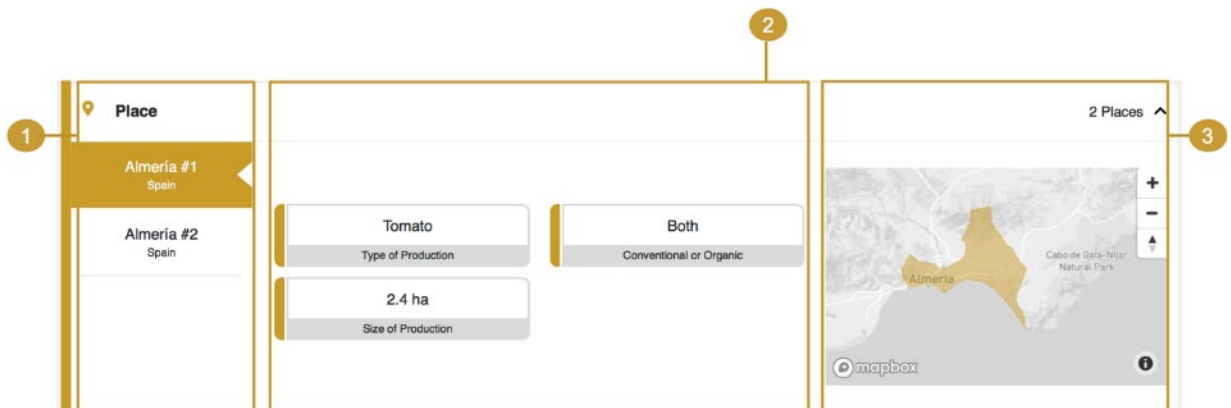 2
Place
2 Places
1
3
Almería #1
Spain
Almería #2
Spain
Tomato
Type of Production
Both
Conventional or Organic
2.4 ha
Size of Production
Cabo de Gata-Níjar
Natural Park
Almería
mapbox